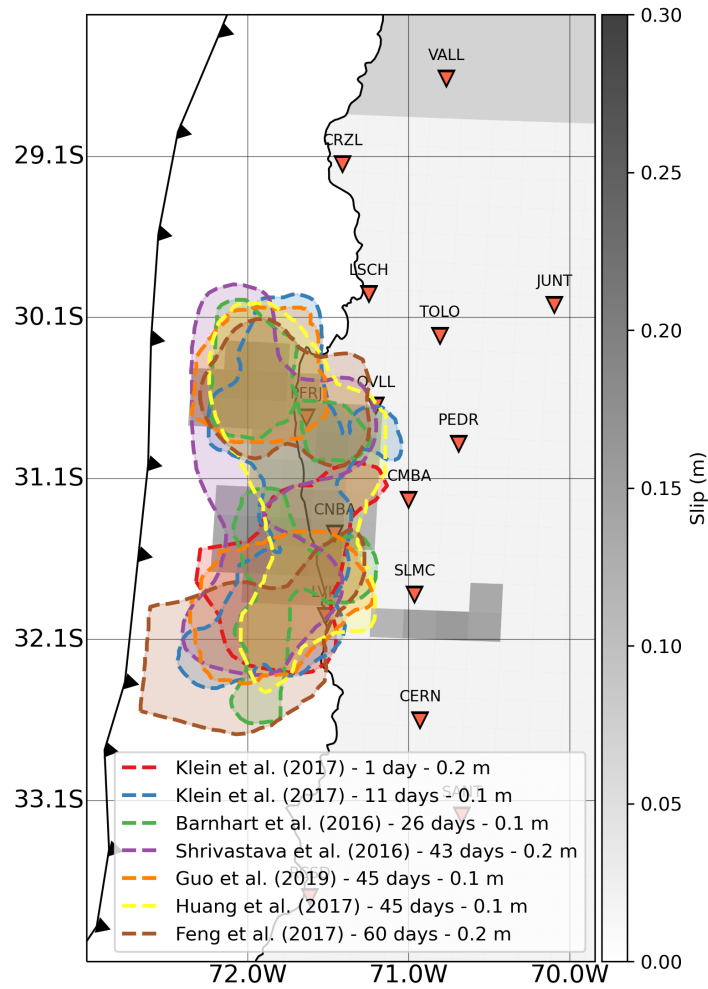 0.30
VALL
CRZL
29.1S
0.25
LSCH
JUNT
TOLO
30.1S
0.20
OVLL
PFRJ
PEDR
31.1S
CMBA
0.15
Slip (m)
CNBA
SLMC
32.1S
0.10
CERN
33.1S
0.05
Klein et al. (2017) - 1 day - 0.2 m
Klein et al. (2017) - 11 days - 0.1 m
Barnhart et al. (2016) - 26 days - 0.1 m
Shrivastava et al. (2016) - 43 days - 0.2 m
Guo et al. (2019) - 45 days - 0.1 m
Huang et al. (2017) - 45 days - 0.1 m
Feng et al. (2017) - 60 days - 0.2 m
0.00
72.0W
71.0W
70.0W